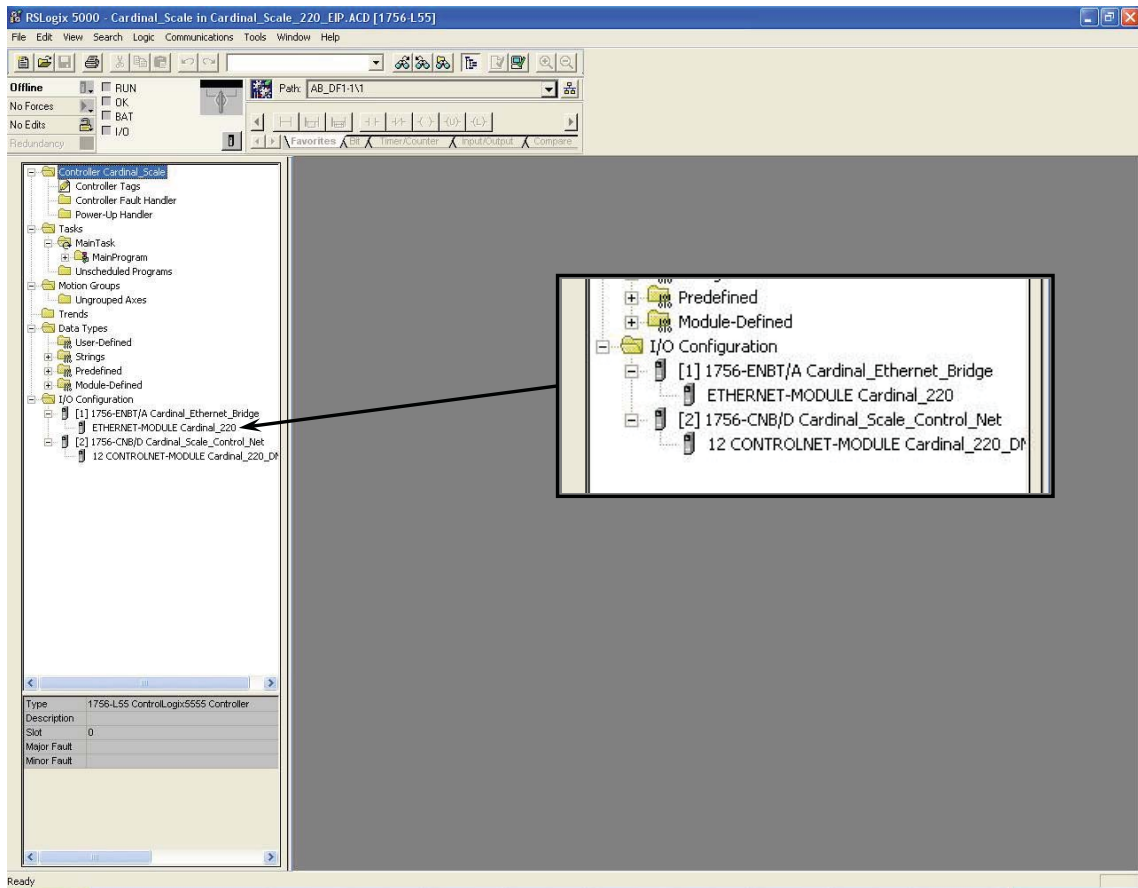 RSLogix 5000 - Cardinal_Scale in Cardinal_Scale_220_EIP.ACD [1756-L55]
File Edit View Search Logic Communications Tools Window Help
Offline
RUN
Path: AB_DF1-1\1
No Forces
OK
No Edits
BAT
Redundancy
I/O
Favorites Bit Timer/Counter Input/Output Compare
Controller Cardinal_Scale
Controller Tags
Controller Fault Handler
Power-Up Handler
Tasks
MainTask
MainProgram
Unscheduled Programs
Motion Groups
Ungrouped Axes
Trends
Data Types
User-Defined
Strings
Predefined
Module-Defined
I/O Configuration
[1] 1756-ENBT/A Cardinal_Ethernet_Bridge
ETHERNET-MODULE Cardinal_220
[2] 1756-CNB/D Cardinal_Scale_Control_Net
12 CONTROLNET-MODULE Cardinal_220_DN
Predefined
Module-Defined
I/O Configuration
[1] 1756-ENBT/A Cardinal_Ethernet_Bridge
ETHERNET-MODULE Cardinal_220
[2] 1756-CNB/D Cardinal_Scale_Control_Net
12 CONTROLNET-MODULE Cardinal_220_DN
Type 1756-L55 ControlLogix5555 Controller
Description
Slot 0
Major Fault
Minor Fault
Ready